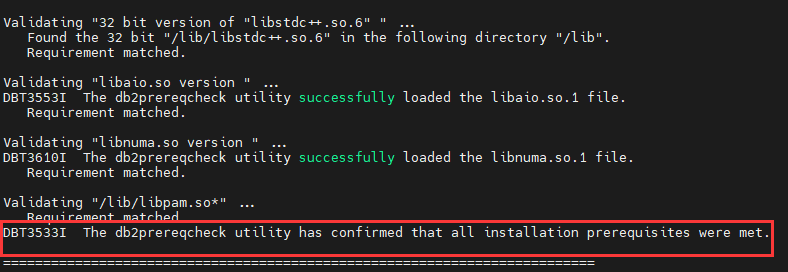 Validating "32 bit version of "libstdc++.so.6" " ...
Found the 32 bit "/lib/libstdc++.so.6" in the following directory "/lib".
Requirement matched.
Validating "libaio.so version " ...
DBT3553I  The db2prereqcheck utility successfully loaded the libaio.so.1 file.
Requirement matched.
Validating "libnuma.so version " ...
DBT3610I  The db2prereqcheck utility successfully loaded the libnuma.so.1 file.
Requirement matched.
Validating "/lib/libpam.so*" ...
Requirement matched.
DBT3533I  The db2prereqcheck utility has confirmed that all installation prerequisites were met.
==========================================================================